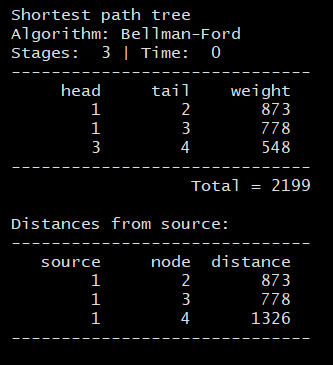 Shortest path tree
Algorithm: Bellman-Ford
Stages:  3 | Time:  0
------------------------------
     head     tail    weight
        1        2       873
        1        3       778
        3        4       548
------------------------------
                  Total = 2199

Distances from source:
------------------------------
   source     node  distance
        1        2       873
        1        3       778
        1        4      1326
------------------------------